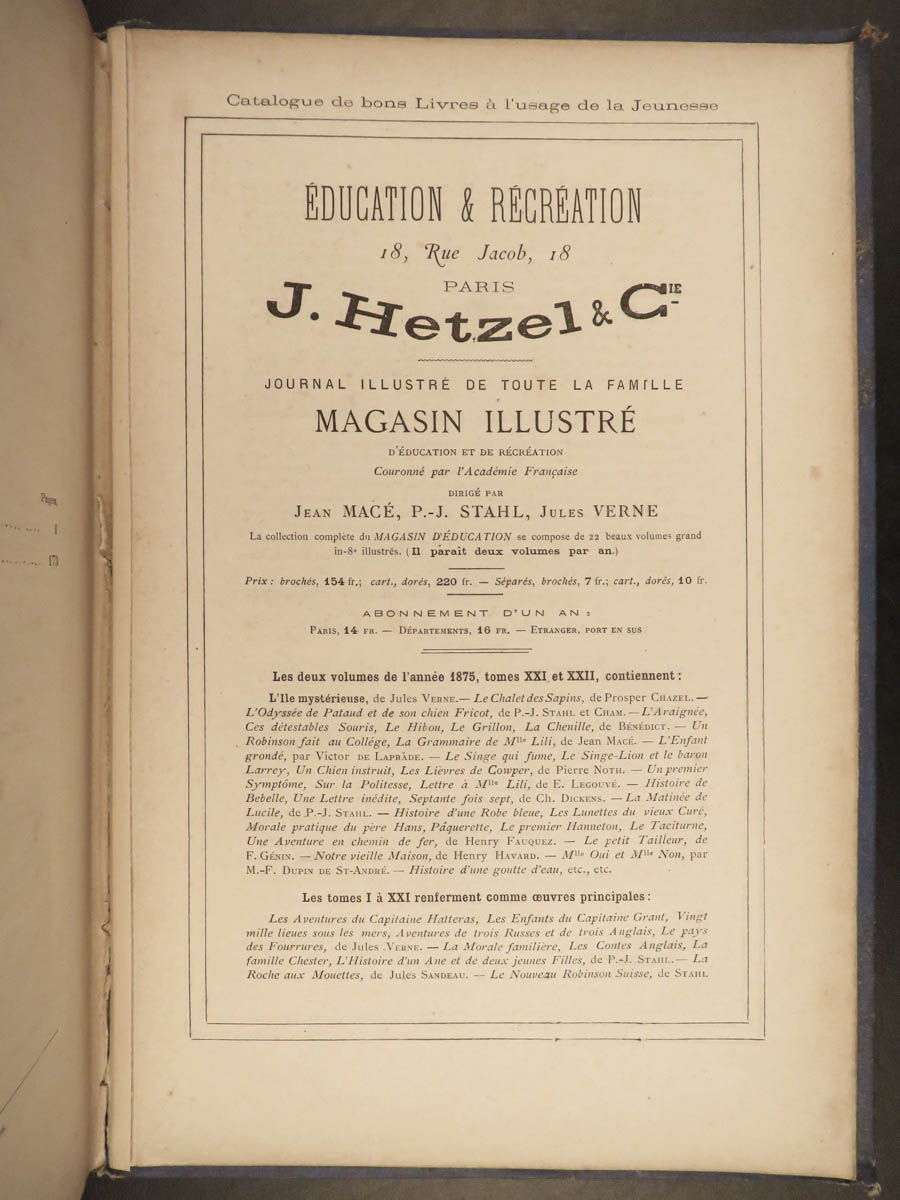 Pages.
1
173
Catalogue de bons Livres à l'usage de la Jeunesse
ÉDUCATION & RÉCRÉATION
18, Rue Jacob, 18
PARIS
J. Hetzel & Cie
JOURNAL ILLUSTRÉ DE TOUTE LA FAMILLE
MAGASIN ILLUSTRÉ
D'ÉDUCATION ET DE RÉCRÉATION
Couronné par l'Académie Française
DIRIGÉ PAR
JEAN MACÉ, P.-J. STAHL, JULES VERNE
La collection complète du MAGASIN D'ÉDUCATION se compose de 22 beaux volumes grand
in-8º illustrés. (Il paraît deux volumes par an.)
Prix : brochés, 154 fr.; cart., dorés, 220 fr. — Séparés, brochés, 7 fr.; cart., dorés, 10 fr.
ABONNEMENT D'UN AN :
PARIS, 14 FR. — DÉPARTEMENTS, 16 FR. — ETRANGER, PORT EN SUS
Les deux volumes de l'année 1875, tomes XXI et XXII, contiennent :
L'Ile mystérieuse, de Jules VERNE. — Le Chalet des Sapins, de Prosper CHAZEL. —
L'Odyssée de Pataud et de son chien Fricot, de P.-J. STAHL et CHAM. — L'Araignée,
Ces détestables Souris, Le Hibou, Le Grillon, La Chenille, de BÉNÉDICT. — Un
Robinson fait au Collége, La Grammaire de Mlle Lili, de Jean MACÉ. — L'Enfant
grondé, par Victor DE LAPRADE. — Le Singe qui fume, Le Singe-Lion et le baron
Larrey, Un Chien instruit, Les Lièvres de Cowper, de Pierre NOTH. — Un premier
Symptôme, Sur la Politesse, Lettre à Mlle Lili, de E. LEGOUVÉ. — Histoire de
Bebelle, Une Lettre inédite, Septante fois sept, de Ch. DICKENS. — La Matinée de
Lucile, de P.-J. STAHL. — Histoire d'une Robe bleue, Les Lunettes du vieux Curé,
Morale pratique du père Hans, Pâquerette, Le premier Hanneton, Le Taciturne,
Une Aventure en chemin de fer, de Henry FAUQUEZ. — Le petit Tailleur, de
F. GÉNIN. — Notre vieille Maison, de Henry HAVARD. — Mlle Oui et Mlle Non, par
M.-F. DUPIN DE ST-ANDRÉ. — Histoire d'une goutte d'eau, etc., etc.
Les tomes I à XXI renferment comme œuvres principales :
Les Aventures du Capitaine Hatteras, Les Enfants du Capitaine Grant, Vingt
mille lieues sous les mers, Aventures de trois Russes et de trois Anglais, Le pays
des Fourrures, de Jules VERNE. — La Morale familière, Les Contes Anglais, La
famille Chester, L'Histoire d'un Ane et de deux jeunes Filles, de P.-J. STAHL. — La
Roche aux Mouettes, de Jules SANDEAU. — Le Nouveau Robinson Suisse, de STAHL